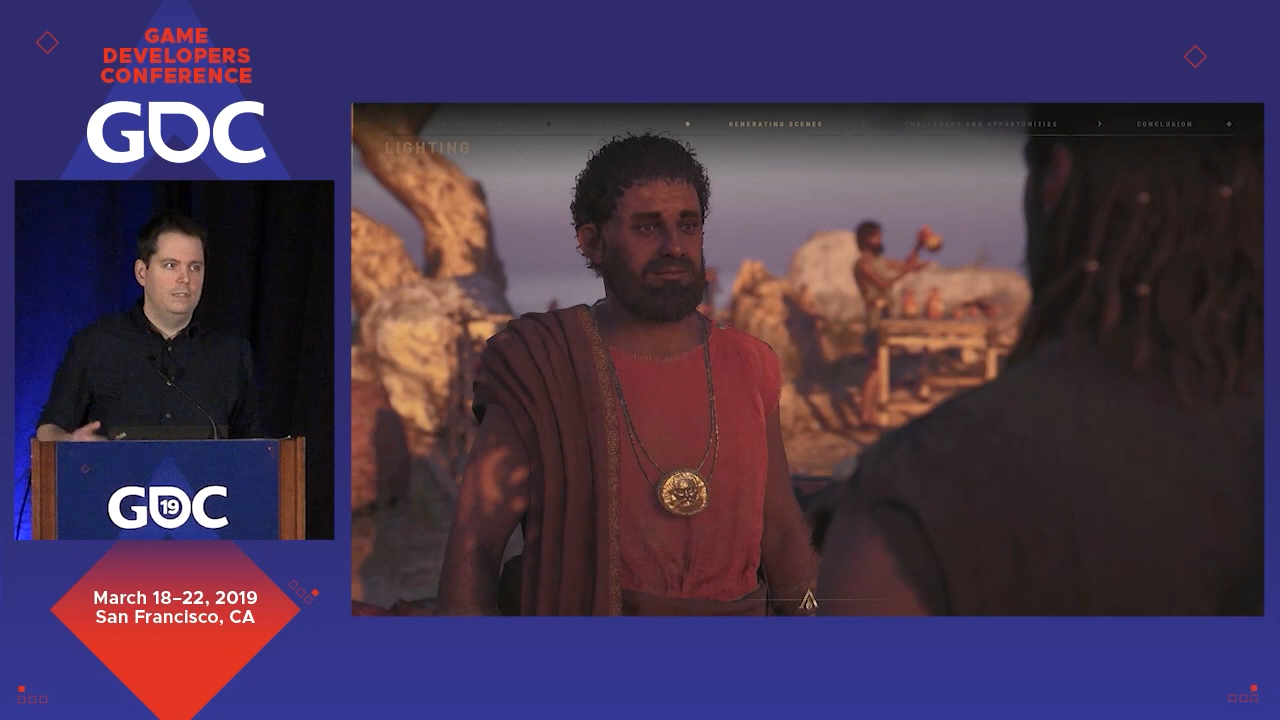 GAME
DEVELOPERS
CONFERENCE
GDC
GENERATING SCENES
CHALLENGES AND OPPORTUNITIES
CONCLUSION
LIGHTING
GDC
19
March 18–22, 2019
San Francisco, CA